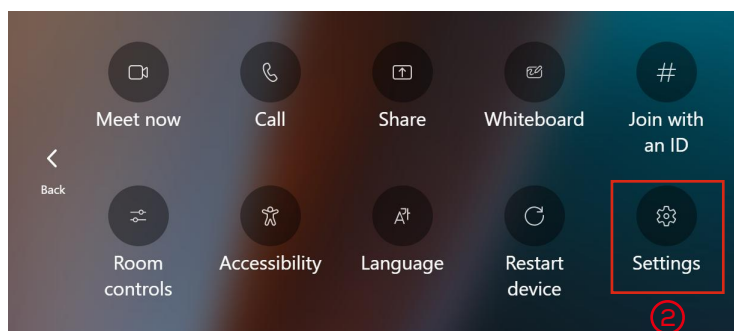 Meet now
Call
Share
Whiteboard
Join with
an ID
Back
Room
controls
Accessibility
Language
Restart
device
Settings
②